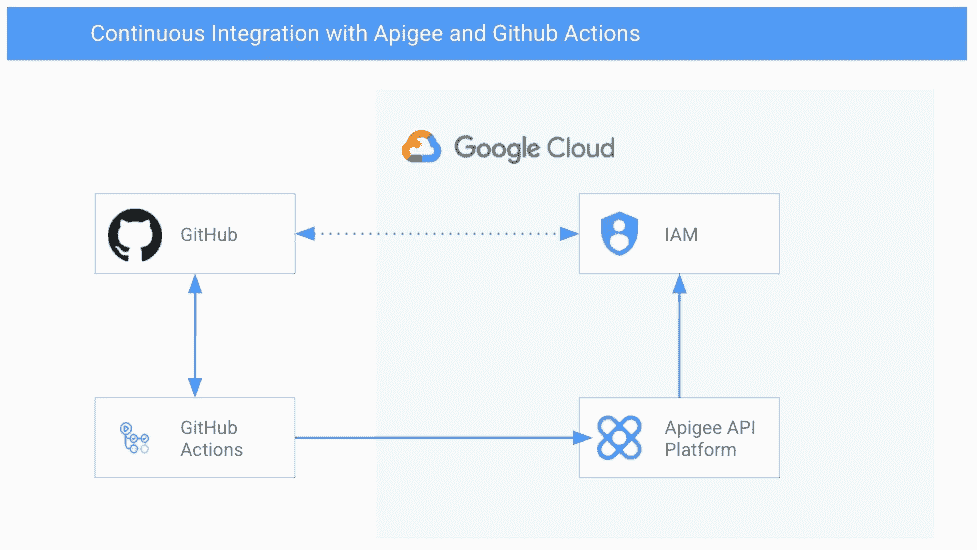 Continuous Integration with Apigee and Github Actions
Google Cloud
GitHub
IAM
GitHub
Actions
Apigee API
Platform